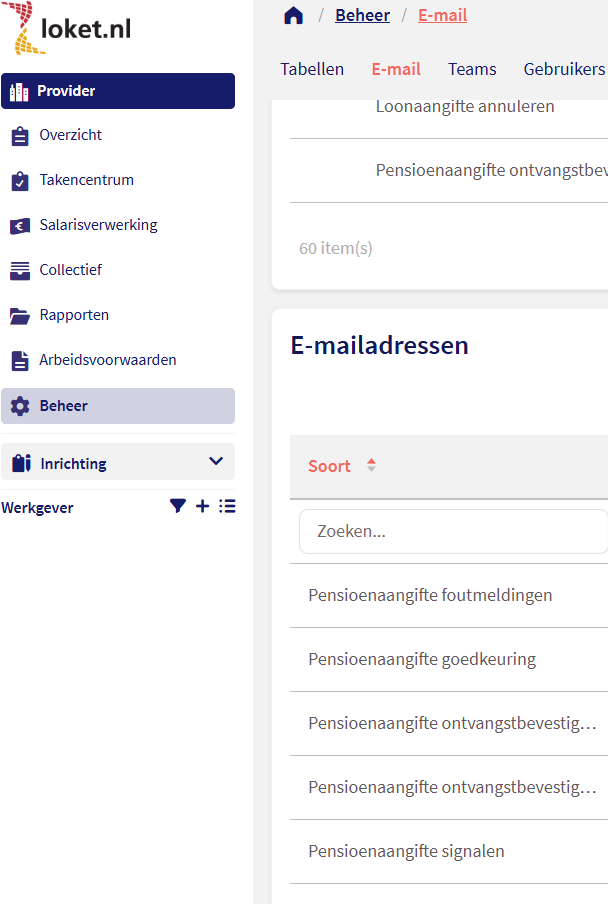 loket.nl
Provider
Overzicht
Takencentrum
Salarisverwerking
Collectief
Rapporten
Arbeidsvoorwaarden
Beheer
Inrichting
Werkgever
/ Beheer / E-mail
Tabellen E-mail Teams Gebruikers
Loonaangifte annuleren
Pensioenaangifte ontvangstbev
60 item(s)
E-mailadressen
Soort
Zoeken...
Pensioenaangifte foutmeldingen
Pensioenaangifte goedkeuring
Pensioenaangifte ontvangstbevestig...
Pensioenaangifte ontvangstbevestig...
Pensioenaangifte signalen